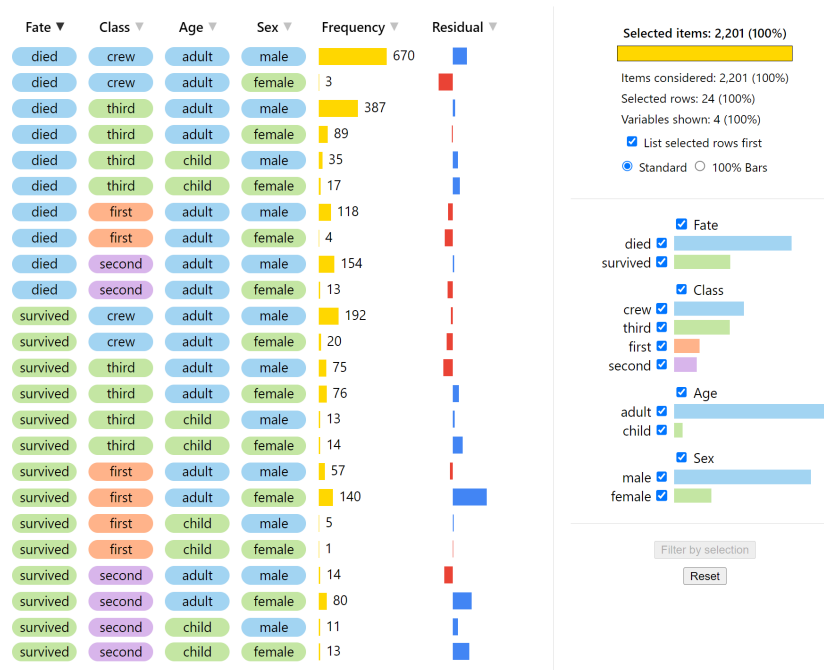 Fate ▼ Class ▼ Age ▼ Sex ▼ Frequency ▼ Residual ▼
died crew adult male 670
died crew adult female 3
died third adult male 387
died third adult female 89
died third child male 35
died third child female 17
died first adult male 118
died first adult female 4
died second adult male 154
died second adult female 13
survived crew adult male 192
survived crew adult female 20
survived third adult male 75
survived third adult female 76
survived third child male 13
survived third child female 14
survived first adult male 57
survived first adult female 140
survived first child male 5
survived first child female 1
survived second adult male 14
survived second adult female 80
survived second child male 11
survived second child female 13
Selected items: 2,201 (100%)
Items considered: 2,201 (100%)
Selected rows: 24 (100%)
Variables shown: 4 (100%)
List selected rows first
Standard 100% Bars
Fate
died
survived
Class
crew
third
first
second
Age
adult
child
Sex
male
female
Filter by selection
Reset